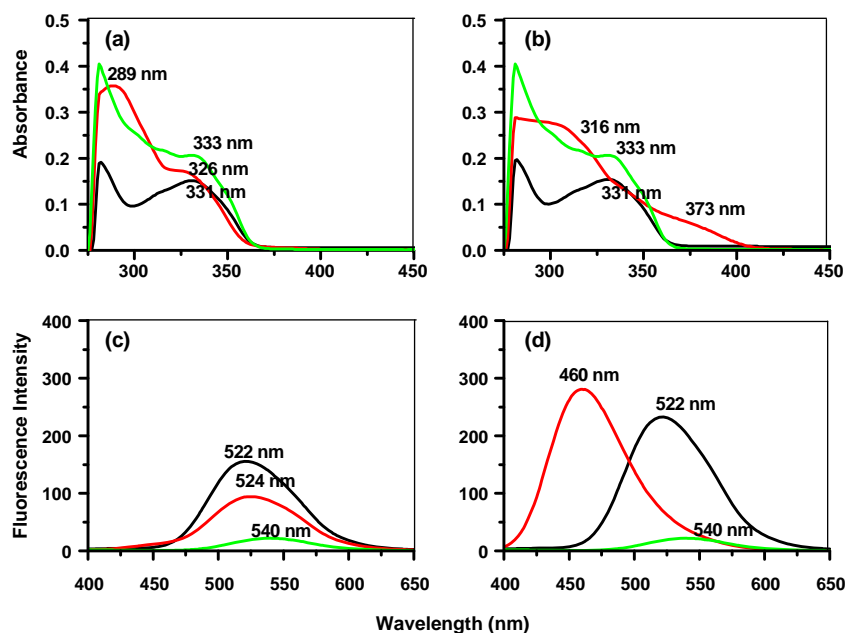 (a)
289 nm
333 nm
326 nm
331 nm
0.5
0.4
0.3
0.2
0.1
0.0
300
350
400
450
Absorbance
(b)
316 nm
333 nm
331 nm
373 nm
0.5
0.4
0.3
0.2
0.1
0.0
300
350
400
450
(c)
522 nm
524 nm
540 nm
400
300
200
100
0
400
450
500
550
600
650
Fluorescence Intensity
(d)
460 nm
522 nm
540 nm
400
300
200
100
0
400
450
500
550
600
650
Wavelength (nm)